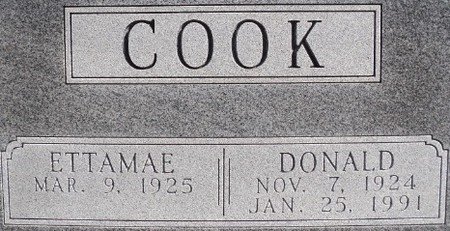 COOK
ETTAMAE
MAR. 9, 1925
DONALD
NOV. 7, 1924
JAN. 25, 1991